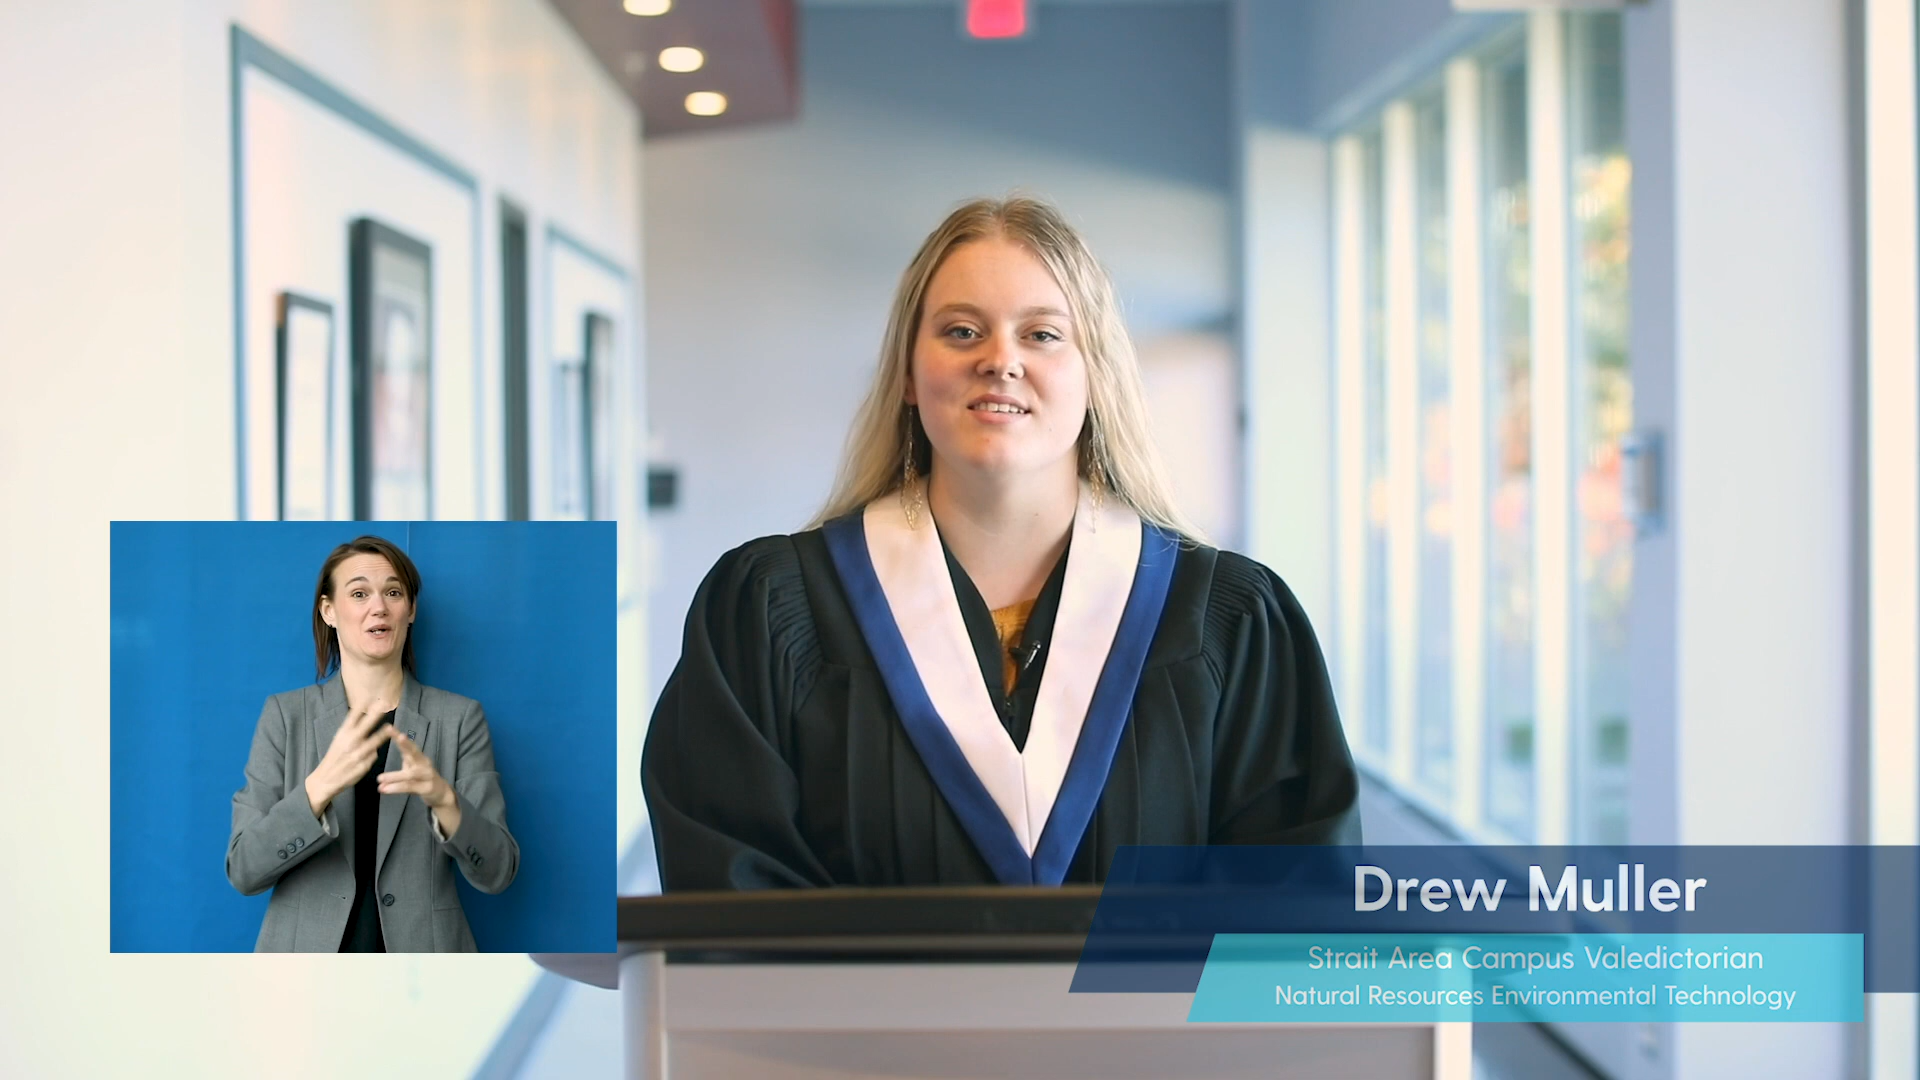 Drew Muller
Strait Area Campus Valedictorian
Natural Resources Environmental Technology